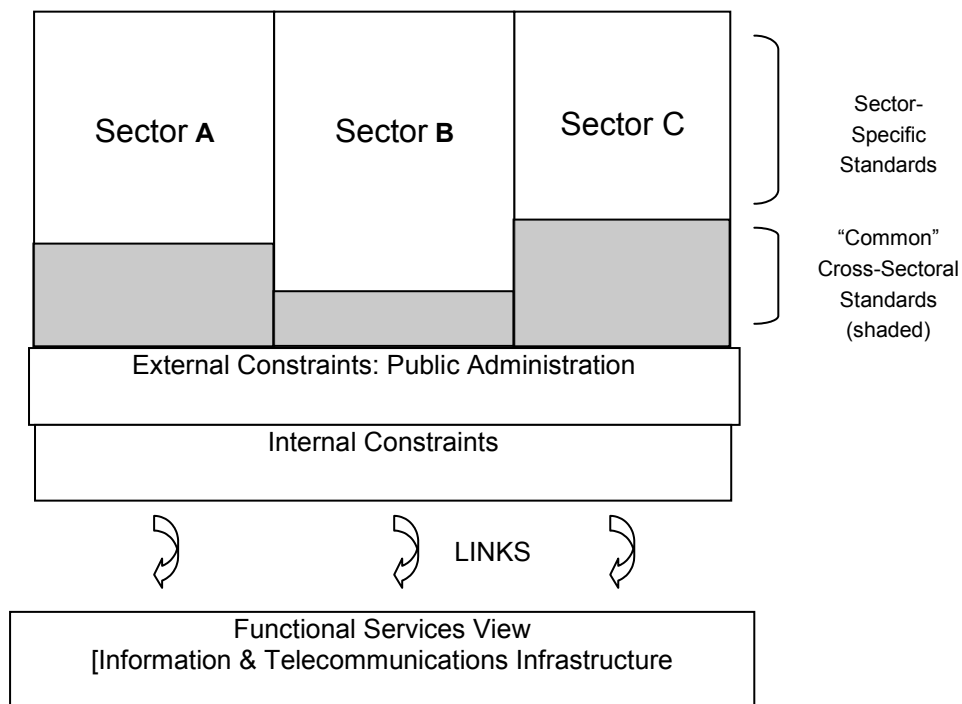 Sector A
Sector B
Sector C
Sector-
Specific
Standards
“Common”
Cross-Sectoral
Standards
(shaded)
External Constraints: Public Administration
Internal Constraints
LINKS
Functional Services View
[Information & Telecommunications Infrastructure